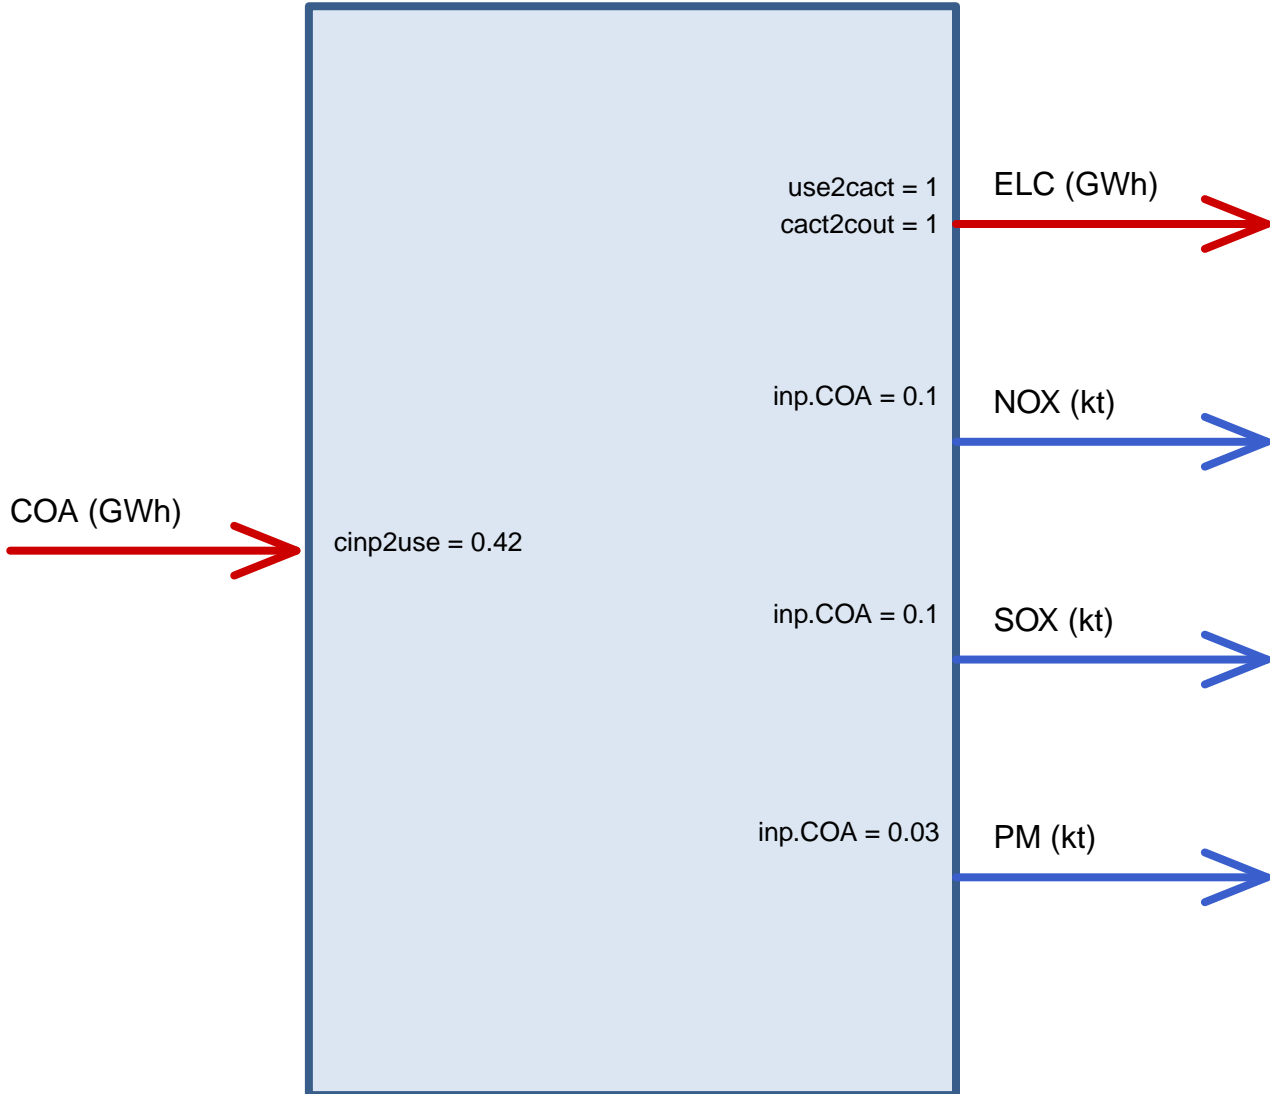 COA (GWh)
cinp2use = 0.42
use2cact = 1
cact2cout = 1
ELC (GWh)
inp.COA = 0.1
NOX (kt)
inp.COA = 0.1
SOX (kt)
inp.COA = 0.03
PM (kt)